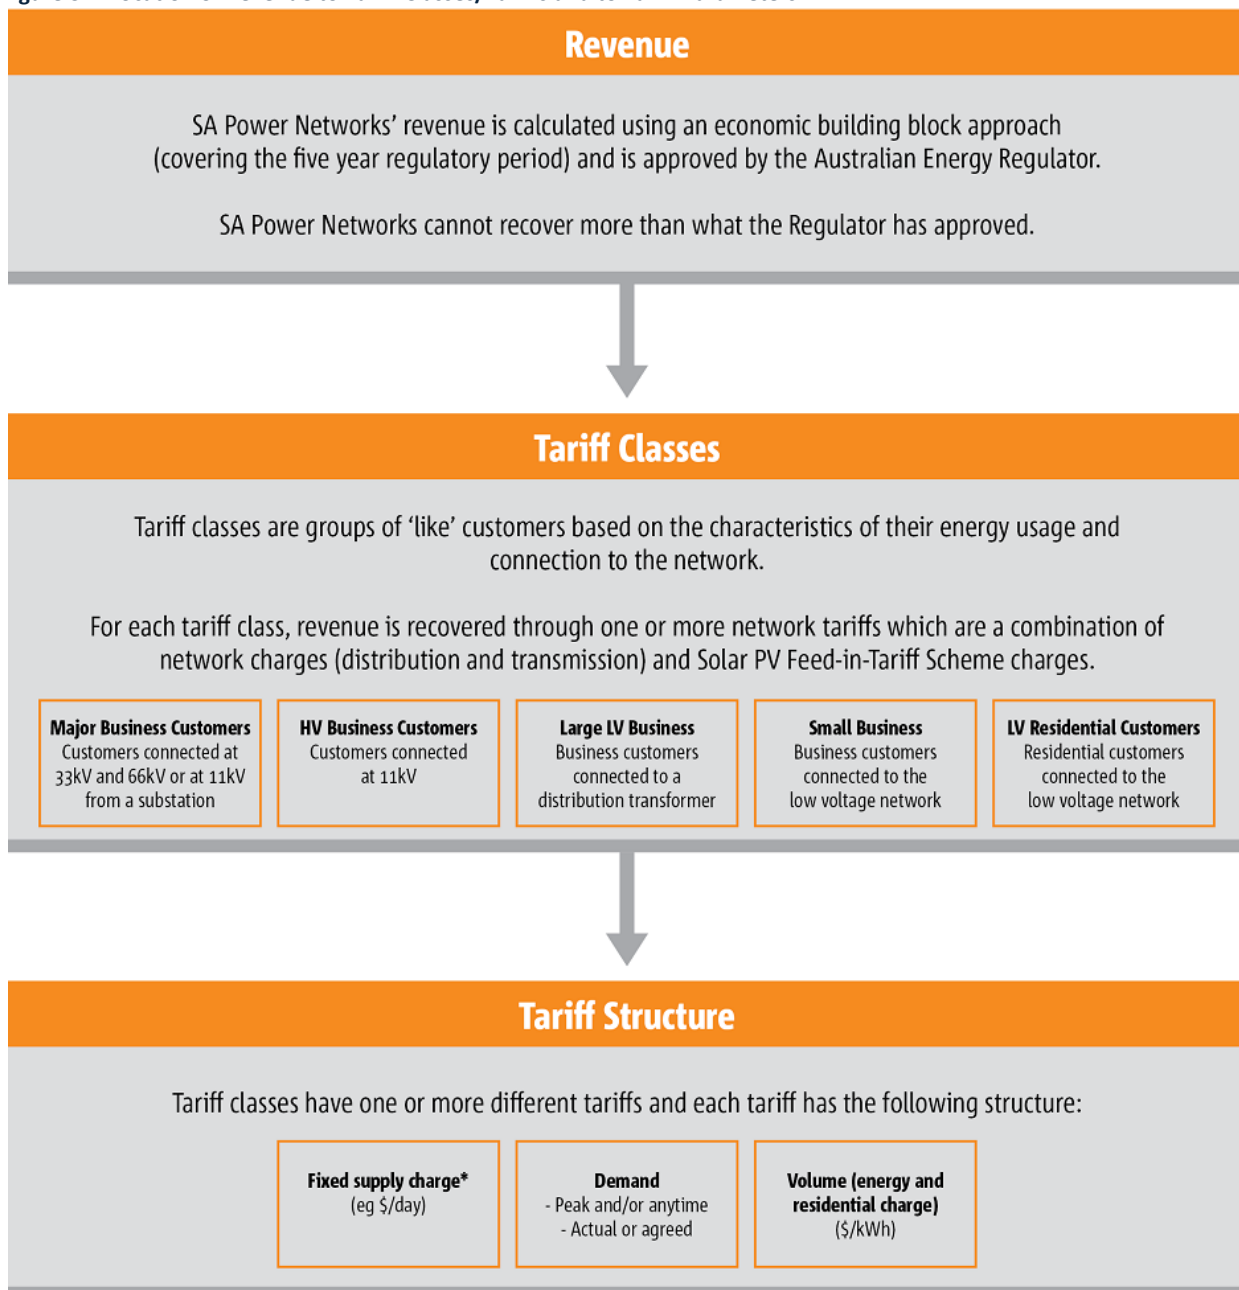 Revenue
SA Power Networks’ revenue is calculated using an economic building block approach
(covering the five year regulatory period) and is approved by the Australian Energy Regulator.
SA Power Networks cannot recover more than what the Regulator has approved.
Tariff Classes
Tariff classes are groups of ‘like’ customers based on the characteristics of their energy usage and
connection to the network.
For each tariff class, revenue is recovered through one or more network tariffs which are a combination of
network charges (distribution and transmission) and Solar PV Feed-in-Tariff Scheme charges.
Major Business Customers
Customers connected at
33kV and 66kV or at 11kV
from a substation
HV Business Customers
Customers connected
at 11kV
Large LV Business
Business customers
connected to a
distribution transformer
Small Business
Business customers
connected to the
low voltage network
LV Residential Customers
Residential customers
connected to the
low voltage network
Tariff Structure
Tariff classes have one or more different tariffs and each tariff has the following structure:
Fixed supply charge*
(eg $/day)
Demand
- Peak and/or anytime
- Actual or agreed
Volume (energy and
residential charge)
($/kWh)